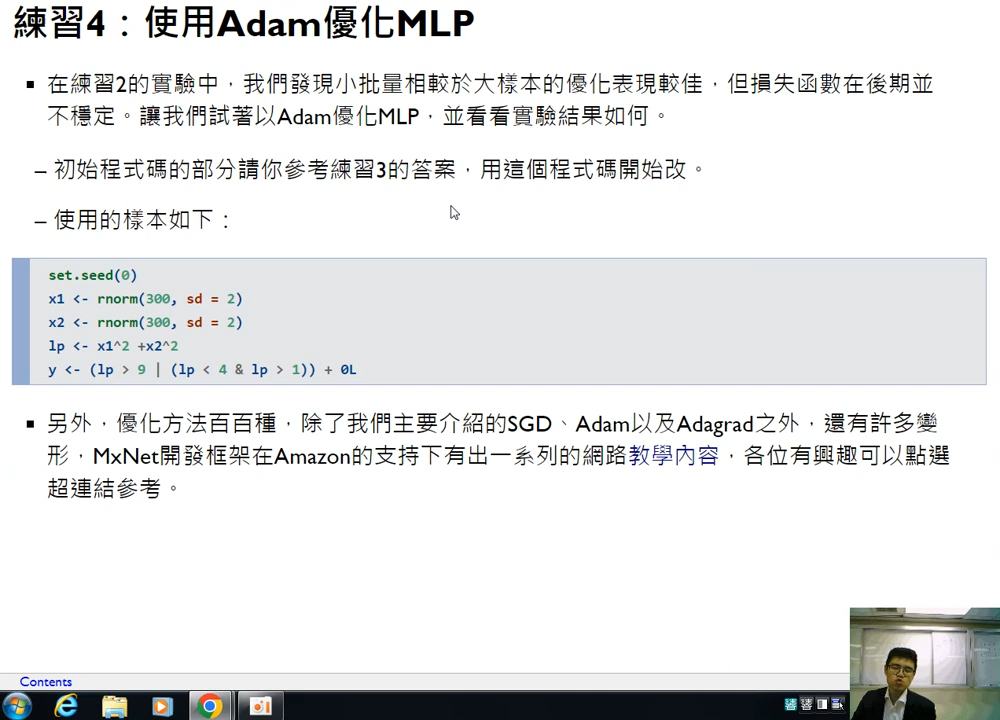 練習4：使用Adam優化MLP
▪ 在練習2的實驗中，我們發現小批量相較於大樣本的優化表現較佳，但損失函數在後期並
不穩定。讓我們試著以Adam優化MLP，並看看實驗結果如何。
– 初始程式碼的部分請你參考練習3的答案，用這個程式碼開始改。
– 使用的樣本如下：
set.seed(0)
x1 <- rnorm(300, sd = 2)
x2 <- rnorm(300, sd = 2)
lp <- x1^2 +x2^2
y <- (lp > 9 | (lp < 4 & lp > 1)) + 0L
▪ 另外，優化方法百百種，除了我們主要介紹的SGD、Adam以及Adagrad之外，還有許多變
形，MxNet開發框架在Amazon的支持下有出一系列的網路教學內容，各位有興趣可以點選
超連結參考。
Contents